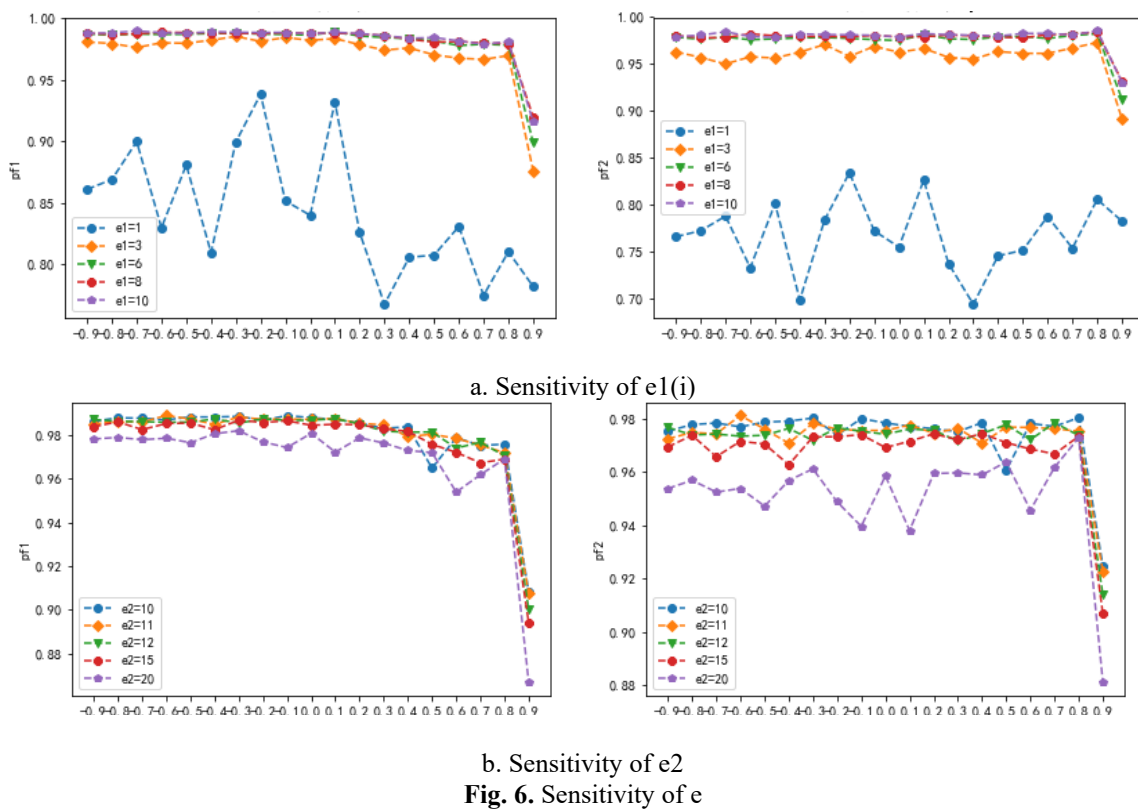 1.00
0.95
0.90
0.85
0.80
pf1
e1=1
e1=3
e1=6
e1=8
e1=10
-0.9 -0.8 -0.7 -0.6 -0.5 -0.4 -0.3 -0.2 -0.1 0.0 0.1 0.2 0.3 0.4 0.5 0.6 0.7 0.8 0.9
1.00
0.95
0.90
0.85
0.80
0.75
0.70
pf2
e1=1
e1=3
e1=6
e1=8
e1=10
-0.9 -0.8 -0.7 -0.6 -0.5 -0.4 -0.3 -0.2 -0.1 0.0 0.1 0.2 0.3 0.4 0.5 0.6 0.7 0.8 0.9
a. Sensitivity of e1(i)
0.98
0.96
0.94
0.92
0.90
0.88
pf1
e2=10
e2=11
e2=12
e2=15
e2=20
-0.9 -0.8 -0.7 -0.6 -0.5 -0.4 -0.3 -0.2 -0.1 0.0 0.1 0.2 0.3 0.4 0.5 0.6 0.7 0.8 0.9
0.98
0.96
0.94
0.92
0.90
0.88
pf2
e2=10
e2=11
e2=12
e2=15
e2=20
-0.9 -0.8 -0.7 -0.6 -0.5 -0.4 -0.3 -0.2 -0.1 0.0 0.1 0.2 0.3 0.4 0.5 0.6 0.7 0.8 0.9
b. Sensitivity of e2
Fig. 6. Sensitivity of e